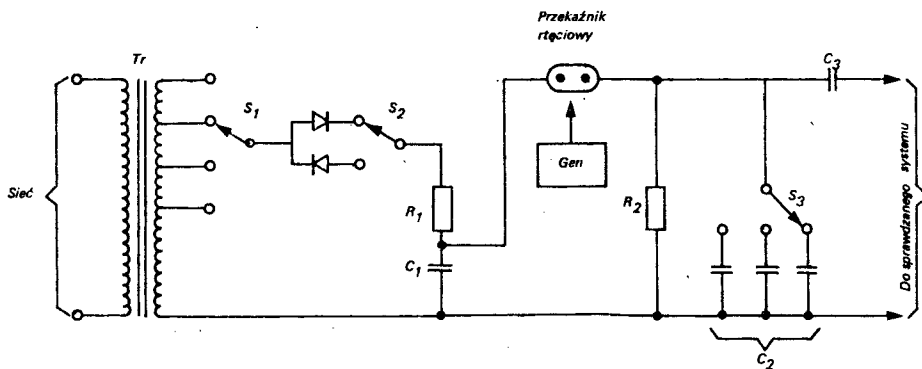 Przekaźnik
rtęciowy
Tr
C3
S1
S2
Gen
Sieć
R1
R2
S3
C1
C2
Do sprawdzanego systemu